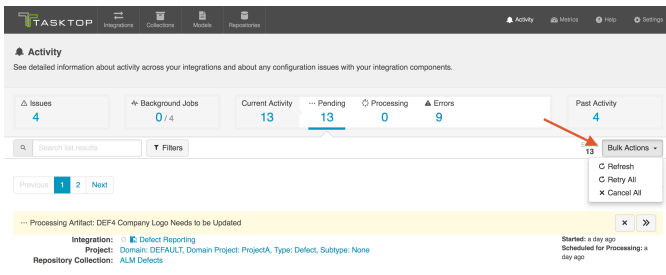 TASKTOP
Integrations
Collections
Models
Repositories
Activity
Metrics
Help
Settings
Activity
See detailed information about activity across your integrations and about any configuration issues with your integration components.
Issues
4
Background Jobs
0 / 4
Current Activity
13
··· Pending
13
Processing
0
Errors
9
Past Activity
4
Search list results
Filters
13
Bulk Actions
Refresh
Retry All
Cancel All
Previous 1 2 Next
··· Processing Artifact: DEF4 Company Logo Needs to be Updated
Integration: Defect Reporting
Project: Domain: DEFAULT, Domain Project: ProjectA, Type: Defect, Subtype: None
Repository Collection: ALM Defects
Started: a day ago
Scheduled for Processing: a
day ago